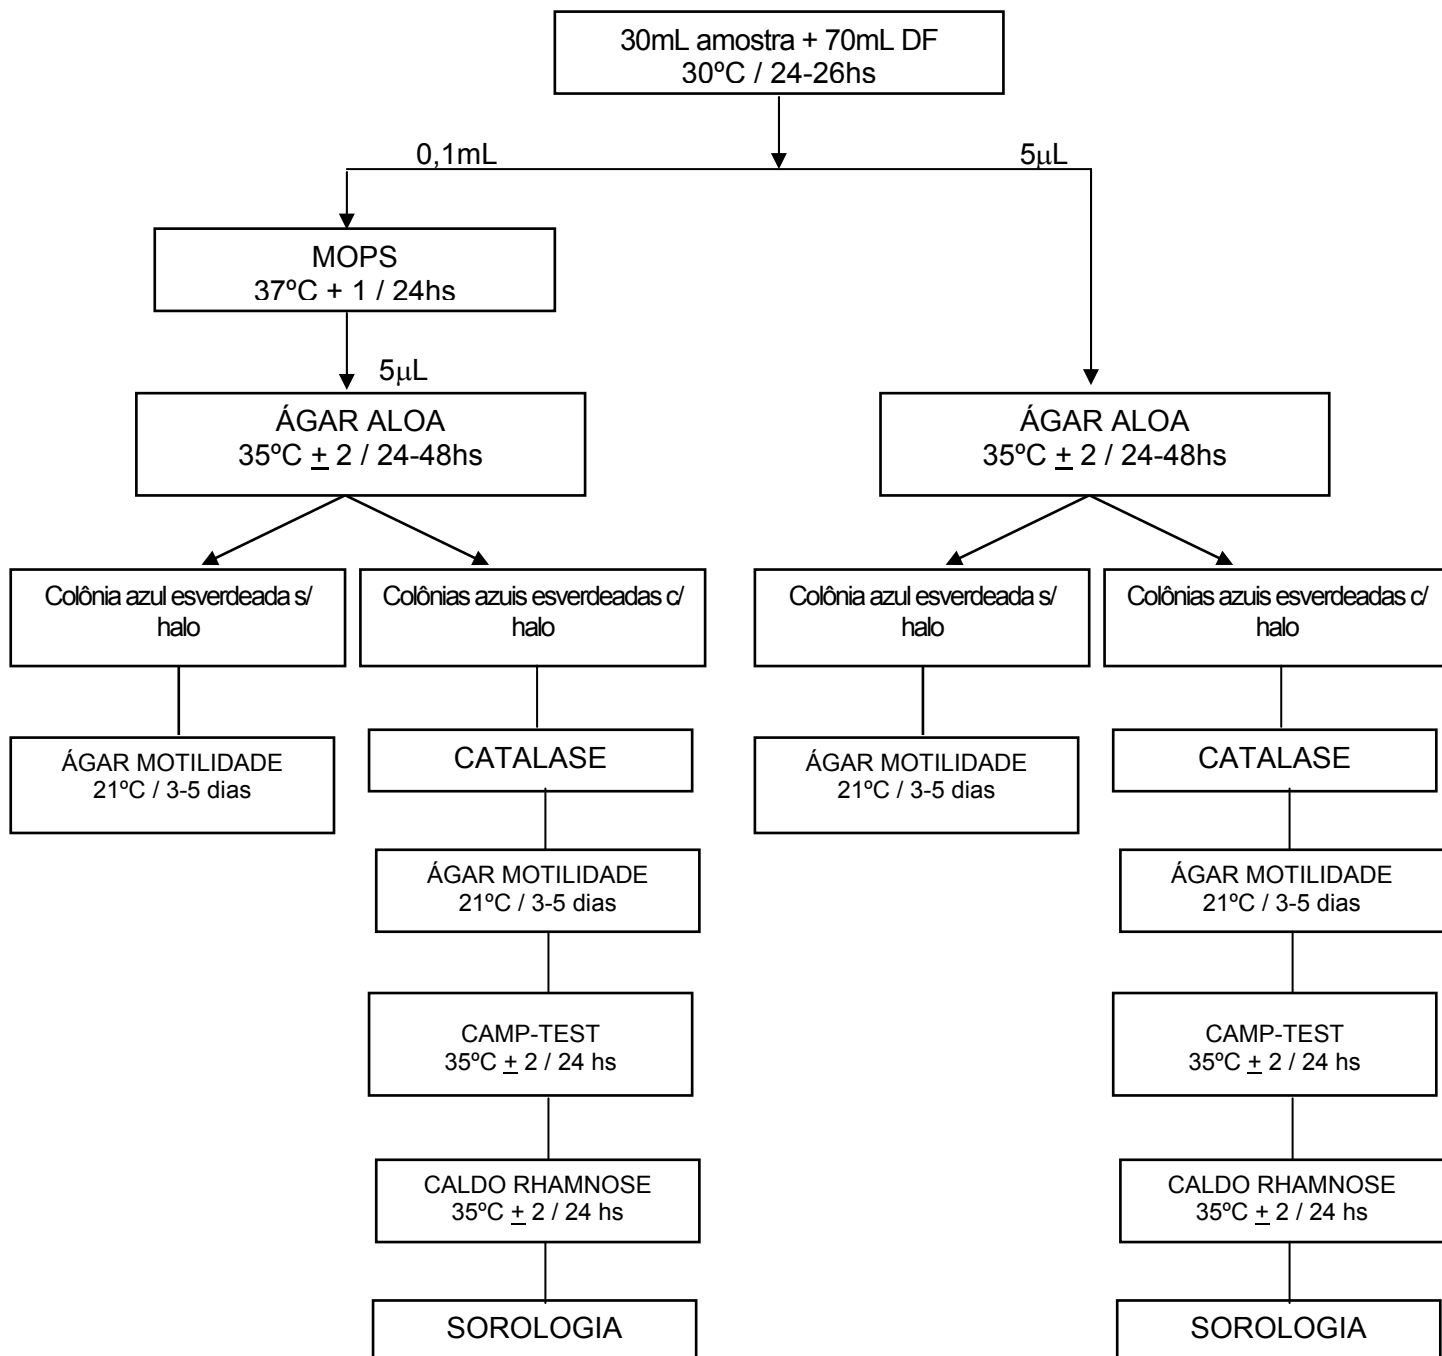 30mL amostra + 70mL DF
30ºC / 24-26hs
0,1mL
5µL
MOPS
37ºC + 1 / 24hs
5µL
ÁGAR ALOA
35ºC ± 2 / 24-48hs
ÁGAR ALOA
35ºC ± 2 / 24-48hs
Colônia azul esverdeada s/
halo
Colônias azuis esverdeadas c/
halo
Colônia azul esverdeada s/
halo
Colônias azuis esverdeadas c/
halo
ÁGAR MOTILIDADE
21ºC / 3-5 dias
CATALASE
ÁGAR MOTILIDADE
21ºC / 3-5 dias
CATALASE
ÁGAR MOTILIDADE
21ºC / 3-5 dias
ÁGAR MOTILIDADE
21ºC / 3-5 dias
CAMP-TEST
35ºC ± 2 / 24 hs
CAMP-TEST
35ºC ± 2 / 24 hs
CALDO RHAMNOSE
35ºC ± 2 / 24 hs
CALDO RHAMNOSE
35ºC ± 2 / 24 hs
SOROLOGIA
SOROLOGIA